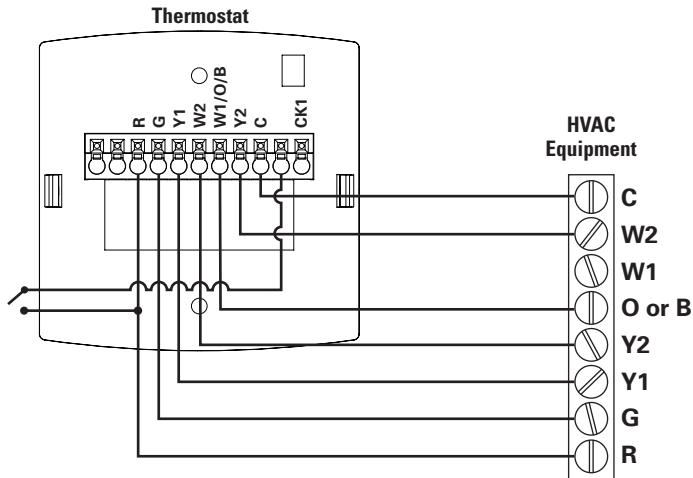 Thermostat
R
G
Y1
W2
W1/O/B
Y2
C
CK1
HVAC
Equipment
C
W2
W1
O or B
Y2
Y1
G
R